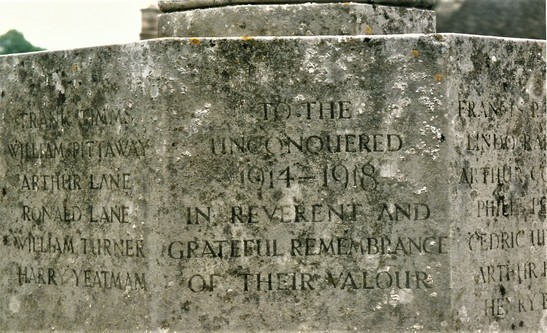 FRANK TIMMS
WILLIAM PITTAWAY
ARTHUR LANE
RONALD LANE
WILLIAM TURNER
HARRY YEATMAN
TO THE
UNCONQUERED
1914-1918
IN REVERENT AND
GRATEFUL REMEMBRANCE
OF THEIR VALOUR
ARTHUR
CEDRIC
ARTHUR
HENRY